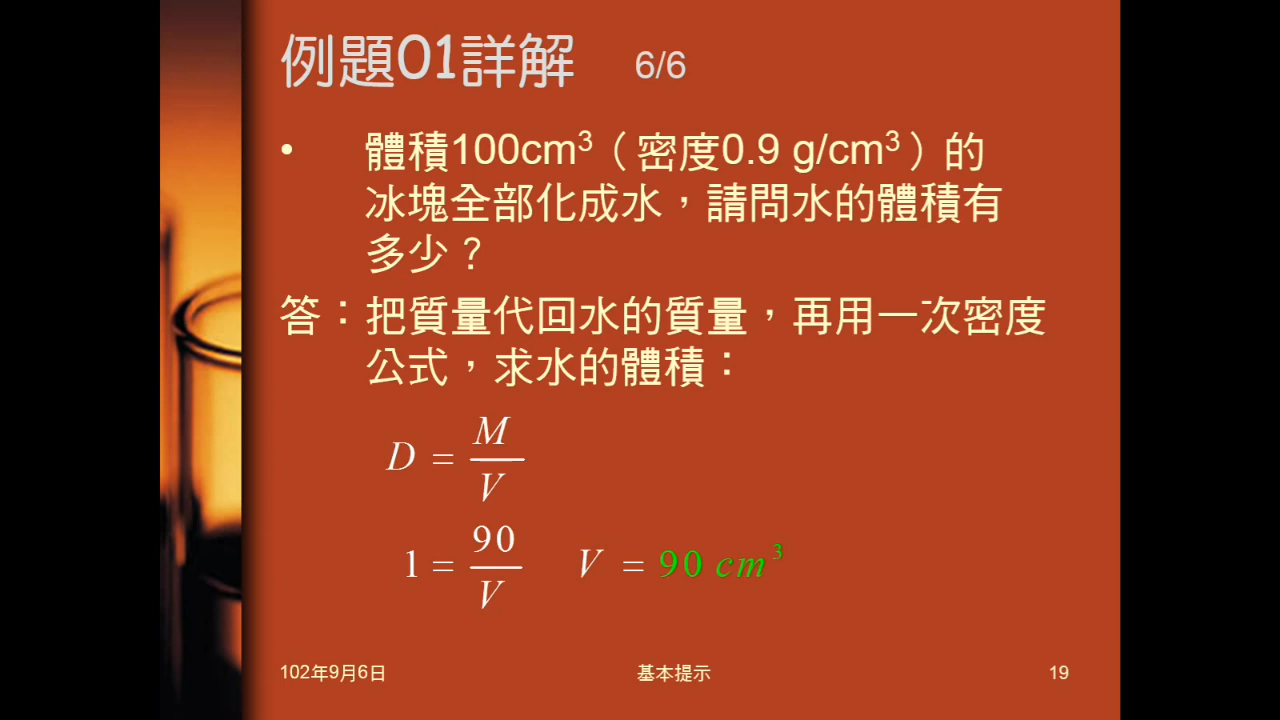 例題01詳解 6/6
• 體積100cm³（密度0.9 g/cm³）的
冰塊全部化成水，請問水的體積有
多少？
答：把質量代回水的質量，再用一次密度
公式，求水的體積：
D = M/V
1 = 90/V V = 90 cm³
102年9月6日 基本提示 19